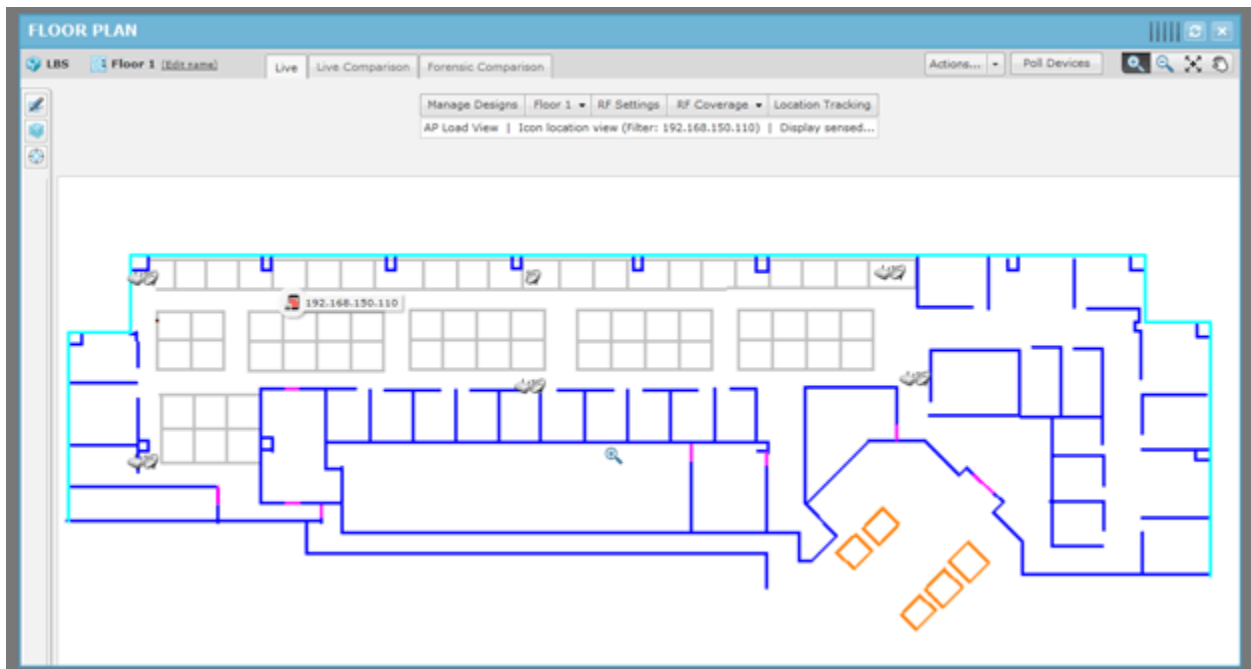 FLOOR PLAN
LBS Floor 1 (Edit name) Live Live Comparison Forensic Comparison Actions... Poll Devices
Manage Designs Floor 1 RF Settings RF Coverage Location Tracking
AP Load View | Icon location view (Filter: 192.168.150.110) | Display sensed...
192.168.150.110